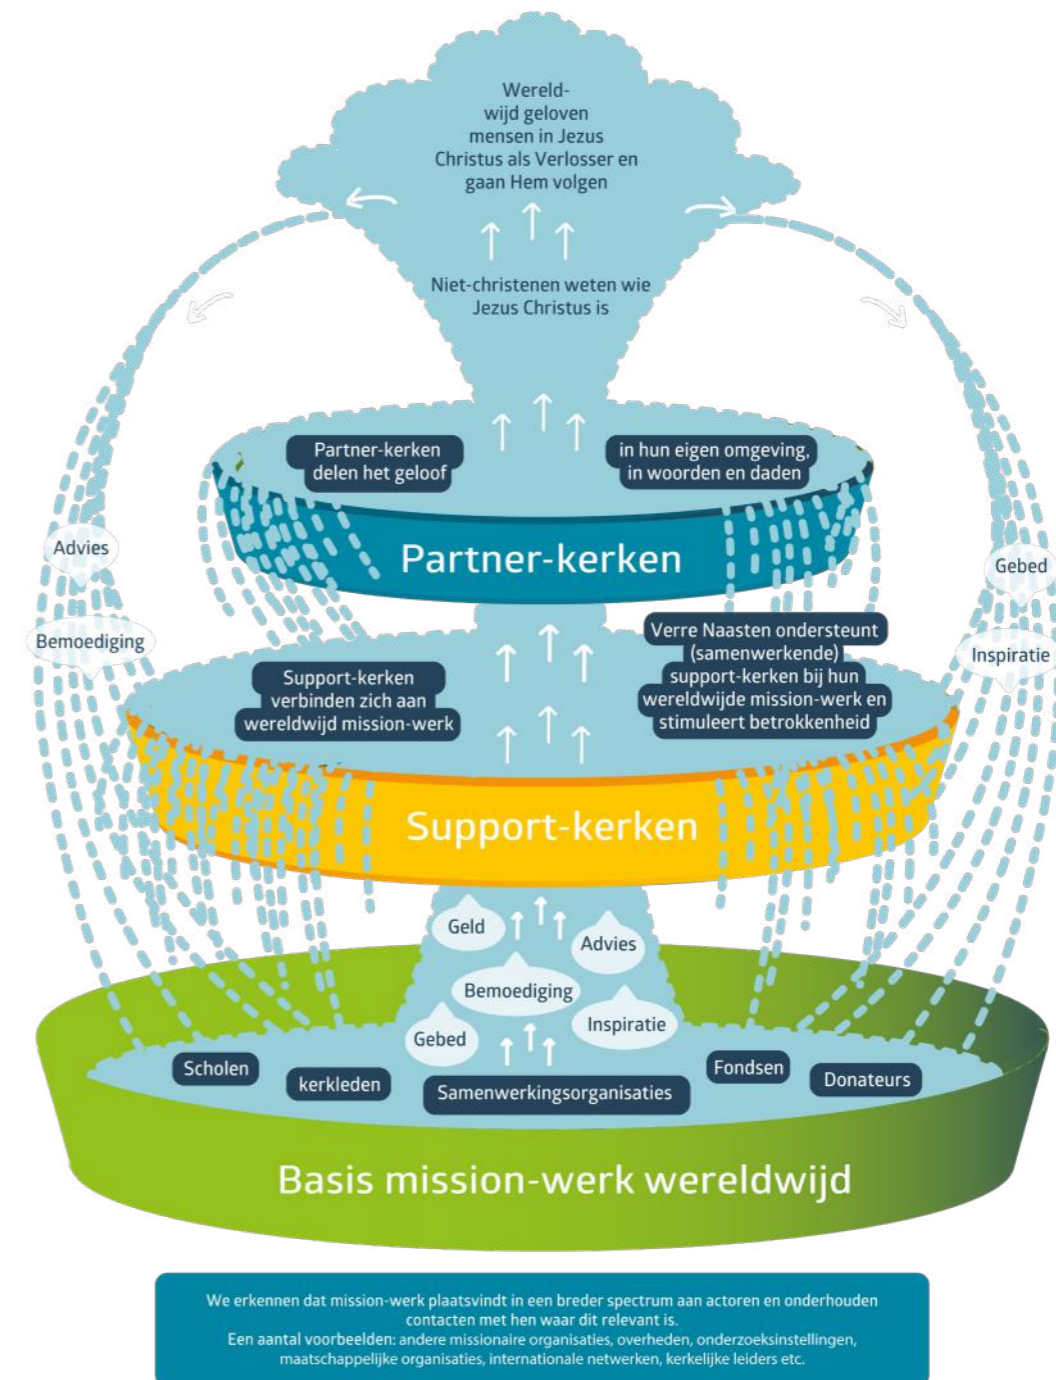 Wereld-
wijd geloven
mensen in Jezus
Christus als Verlosser en
gaan Hem volgen
Niet-christenen weten wie
Jezus Christus is
Partner-kerken
delen het geloof
in hun eigen omgeving,
in woorden en daden
Partner-kerken
Advies
Bemoediging
Gebed
Inspiratie
Support-kerken
verbinden zich aan
wereldwijd mission-werk
Verre Naasten ondersteunt
(samenwerkende)
support-kerken bij hun
wereldwijde mission-werk en
stimuleert betrokkenheid
Support-kerken
Geld
Advies
Bemoediging
Gebed
Inspiratie
Scholen
kerkleden
Samenwerkingsorganisaties
Fondsen
Donateurs
Basis mission-werk wereldwijd
We erkennen dat mission-werk plaatsvindt in een breder spectrum aan actoren en onderhouden
contacten met hen waar dit relevant is.
Een aantal voorbeelden: andere missionaire organisaties, overheden, onderzoeksinstellingen,
maatschappelijke organisaties, internationale netwerken, kerkelijke leiders etc.